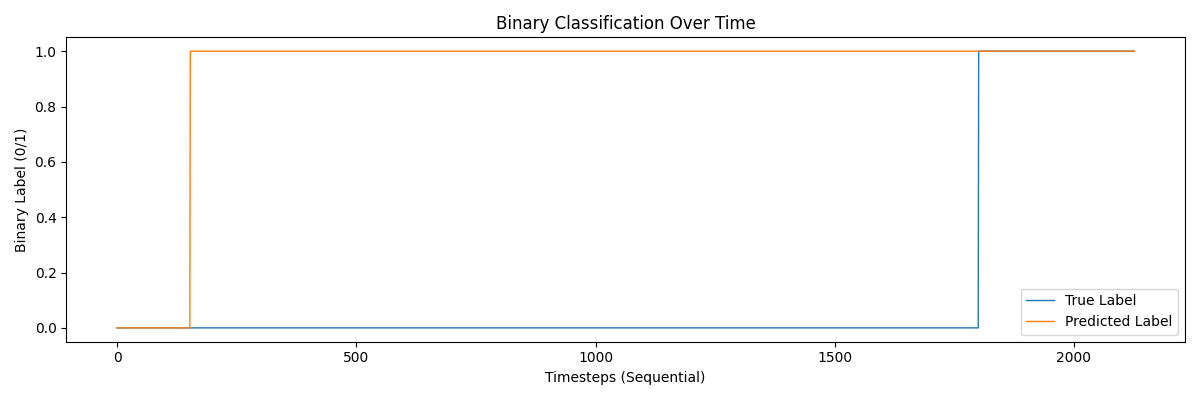 Binary Classification Over Time
1.0
0.8
0.6
0.4
0.2
0.0
Binary Label (0/1)
True Label
Predicted Label
0 500 1000 1500 2000
Timesteps (Sequential)